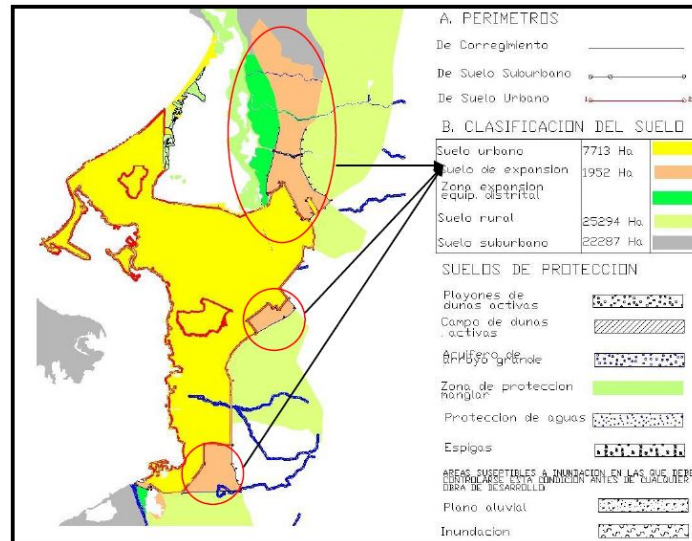 A. PERIMETROS
De Corregimiento
De Suelo Suburbano
De Suelo Urbano
B. CLASIFICACION DEL SUELO
Suelo urbano 7713 Ha
Suelo de expansion 1952 Ha
Zona expansion
equip. distrital
Suelo rural 25294 Ha
Suelo suburbano 22287 Ha
SUELOS DE PROTECCION
Playones de
dunas activas
Campo de dunas
activas
Acuifero de
arroyo grande
Zona de proteccion
manglar
Proteccion de aguas
Espigas
AREAS SUSEPTIBLES A INUNDACION EN LAS QUE DEBE
CONTROLARSE ESTA CONDICION ANTES DE CUALQUIER
OBRA DE DESARROLLO
Plano aluvial
Inundacion